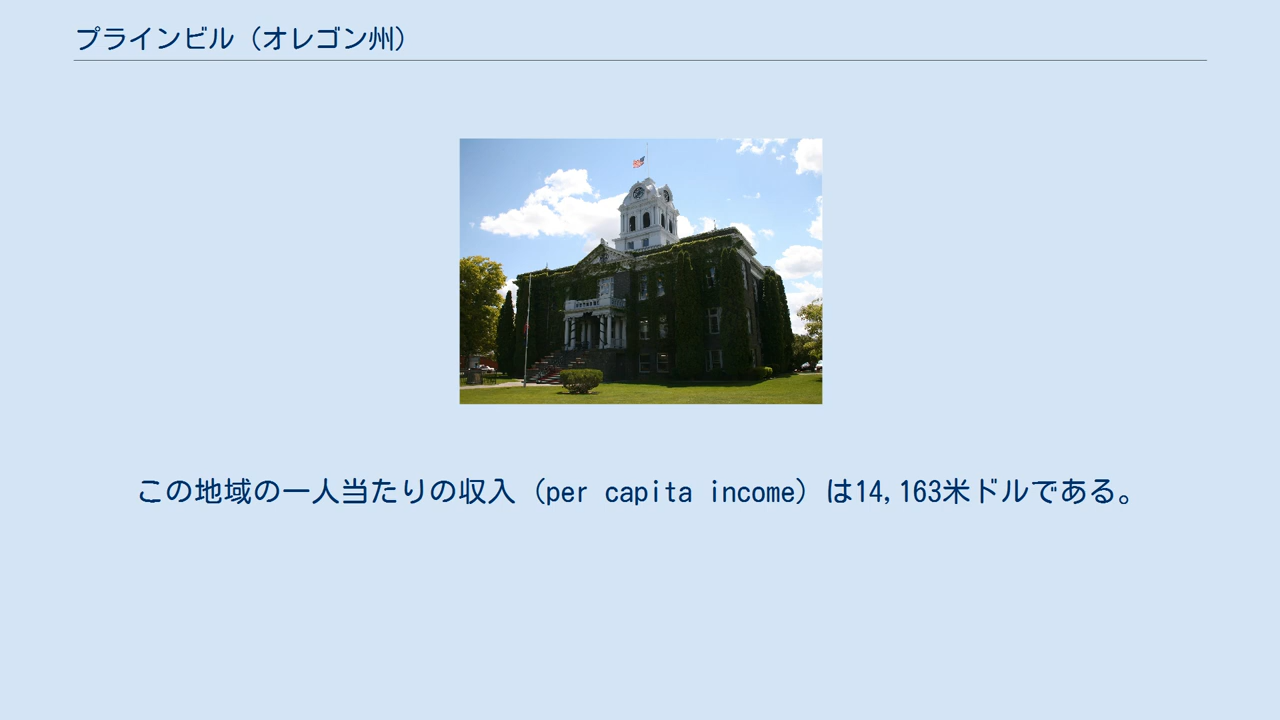 プラインビル（オレゴン州）
この地域の一人当たりの収入（per capita income）は14,163米ドルである。